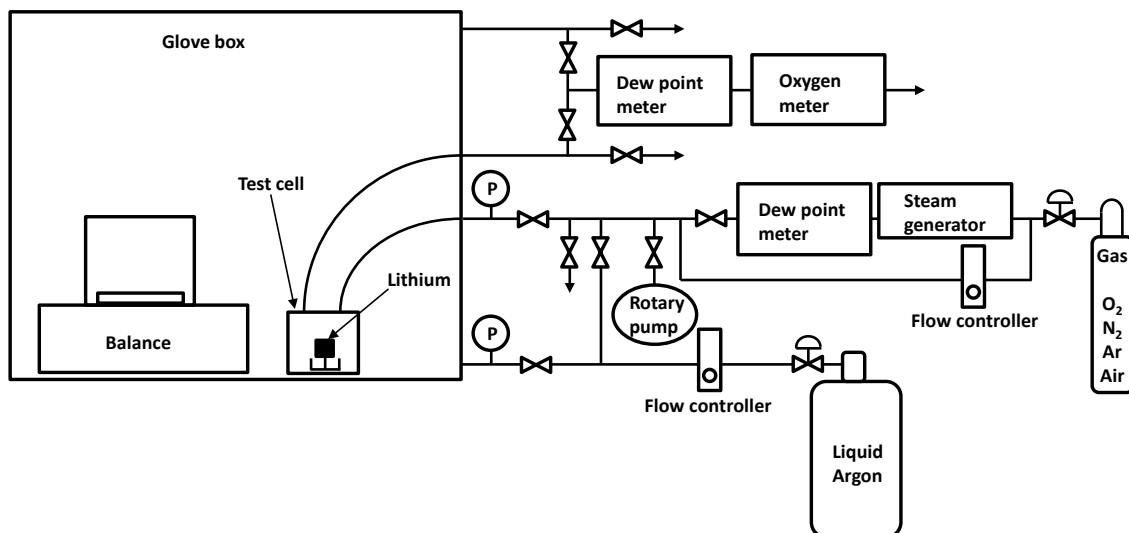 Glove box
Dew point
meter
Oxygen
meter
Test cell
P
Dew point
meter
Steam
generator
Gas
O₂
N₂
Ar
Air
Lithium
Rotary
pump
Flow controller
Balance
P
Flow controller
Liquid
Argon